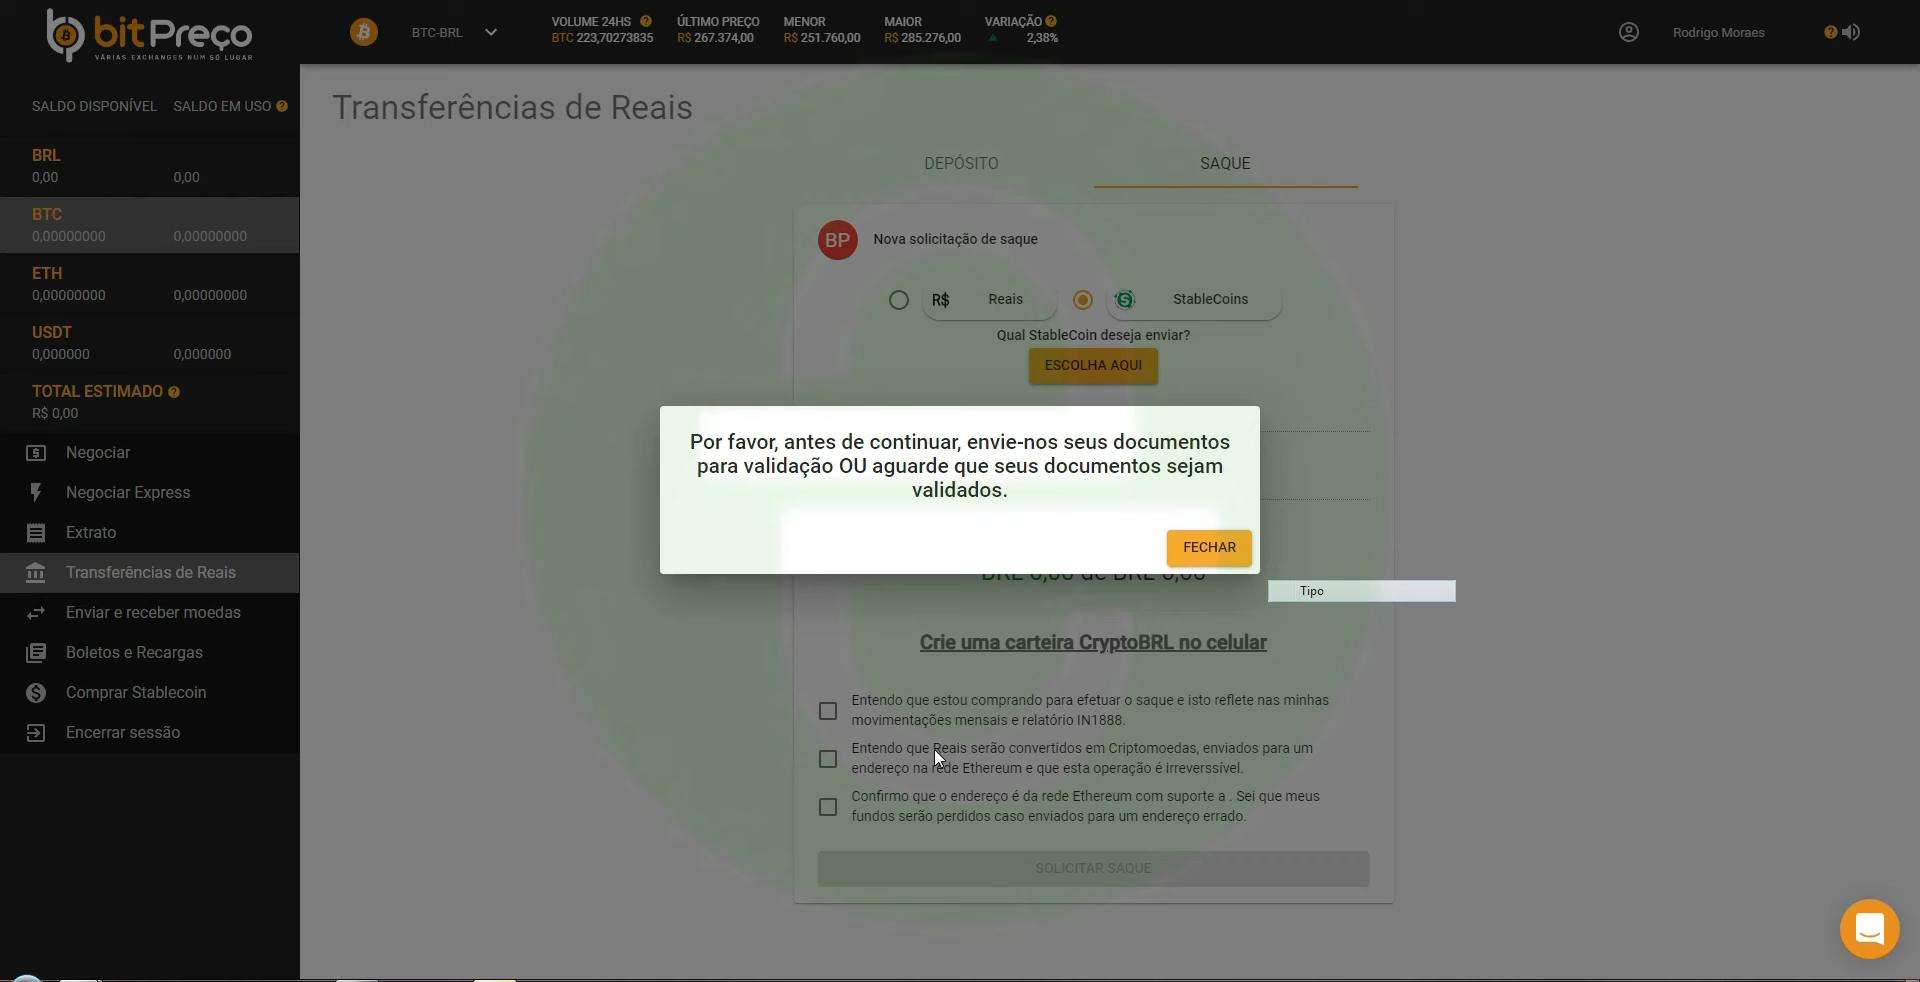 bitPreço
VÁRIAS EXCHANGES NUM SÓ LUGAR
BTC-BRL
VOLUME 24HS ?
BTC 223,70273835
ÚLTIMO PREÇO
R$ 267.374,00
MENOR
R$ 251.760,00
MAIOR
R$ 285.276,00
VARIAÇÃO ?
2,38%
Rodrigo Moraes
?
SALDO DISPONÍVEL SALDO EM USO ?
BRL
0,00 0,00
BTC
0,00000000 0,00000000
ETH
0,00000000 0,00000000
USDT
0,000000 0,000000
TOTAL ESTIMADO ?
R$ 0,00
Negociar
Negociar Express
Extrato
Transferências de Reais
Enviar e receber moedas
Boletos e Recargas
Comprar Stablecoin
Encerrar sessão
Transferências de Reais
DEPÓSITO SAQUE
BP Nova solicitação de saque
R$ Reais StableCoins
Qual StableCoin deseja enviar?
ESCOLHA AQUI
Por favor, antes de continuar, envie-nos seus documentos
para validação OU aguarde que seus documentos sejam
validados.
FECHAR
BRL 0,00 de BRL 0,00
Tipo
Crie uma carteira CryptoBRL no celular
Entendo que estou comprando para efetuar o saque e isto reflete nas minhas
movimentações mensais e relatório IN1888.
Entendo que Reais serão convertidos em Criptomoedas, enviados para um
endereço na rede Ethereum e que esta operação é irreverssível.
Confirmo que o endereço é da rede Ethereum com suporte a . Sei que meus
fundos serão perdidos caso enviados para um endereço errado.
SOLICITAR SAQUE